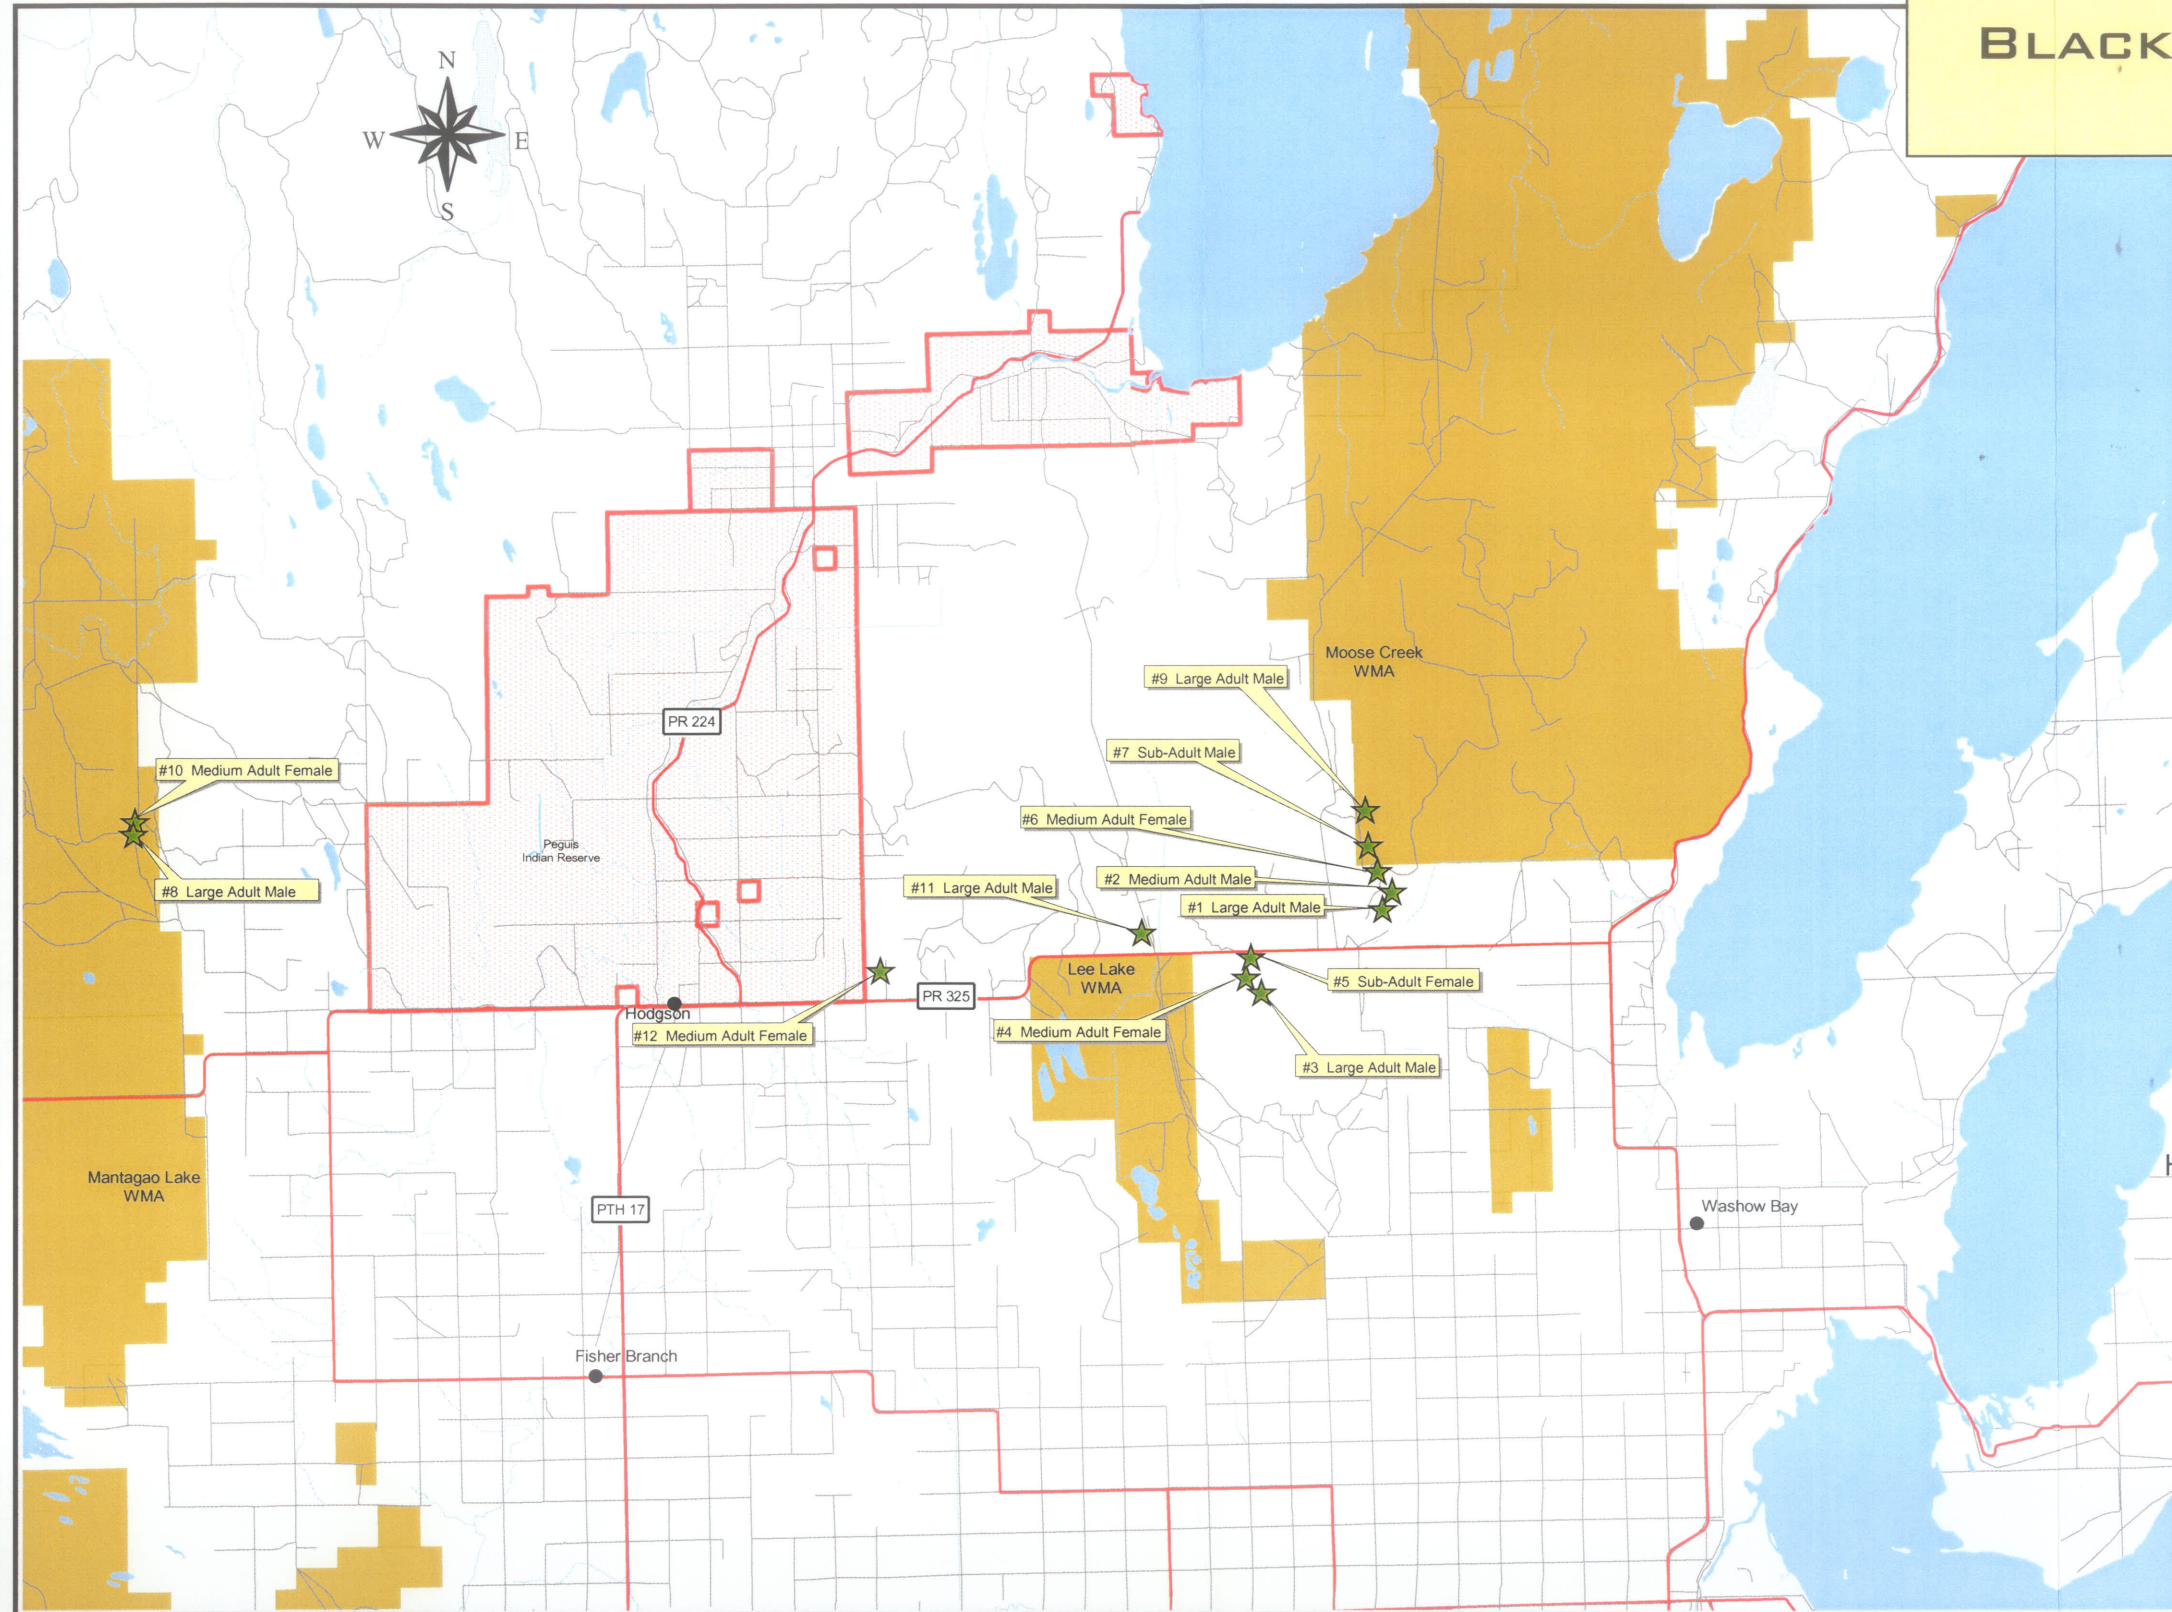 BLACK
N
W
E
S
Moose Creek
WMA
#9 Large Adult Male
PR 224
#7 Sub-Adult Male
#10 Medium Adult Female
#6 Medium Adult Female
Peguis
Indian Reserve
#2 Medium Adult Male
#11 Large Adult Male
#8 Large Adult Male
#1 Large Adult Male
Lee Lake
WMA
#5 Sub-Adult Female
PR 325
Hodgson
#12 Medium Adult Female
#4 Medium Adult Female
#3 Large Adult Male
Mantagao Lake
WMA
PTH 17
Washow Bay
Fisher Branch